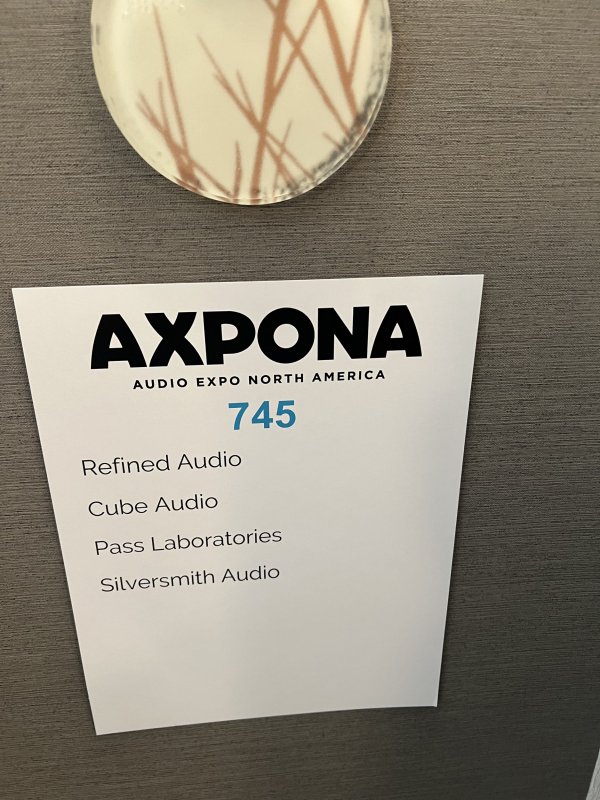 AXPONA
AUDIO EXPO NORTH AMERICA
745
Refined Audio
Cube Audio
Pass Laboratories
Silversmith Audio